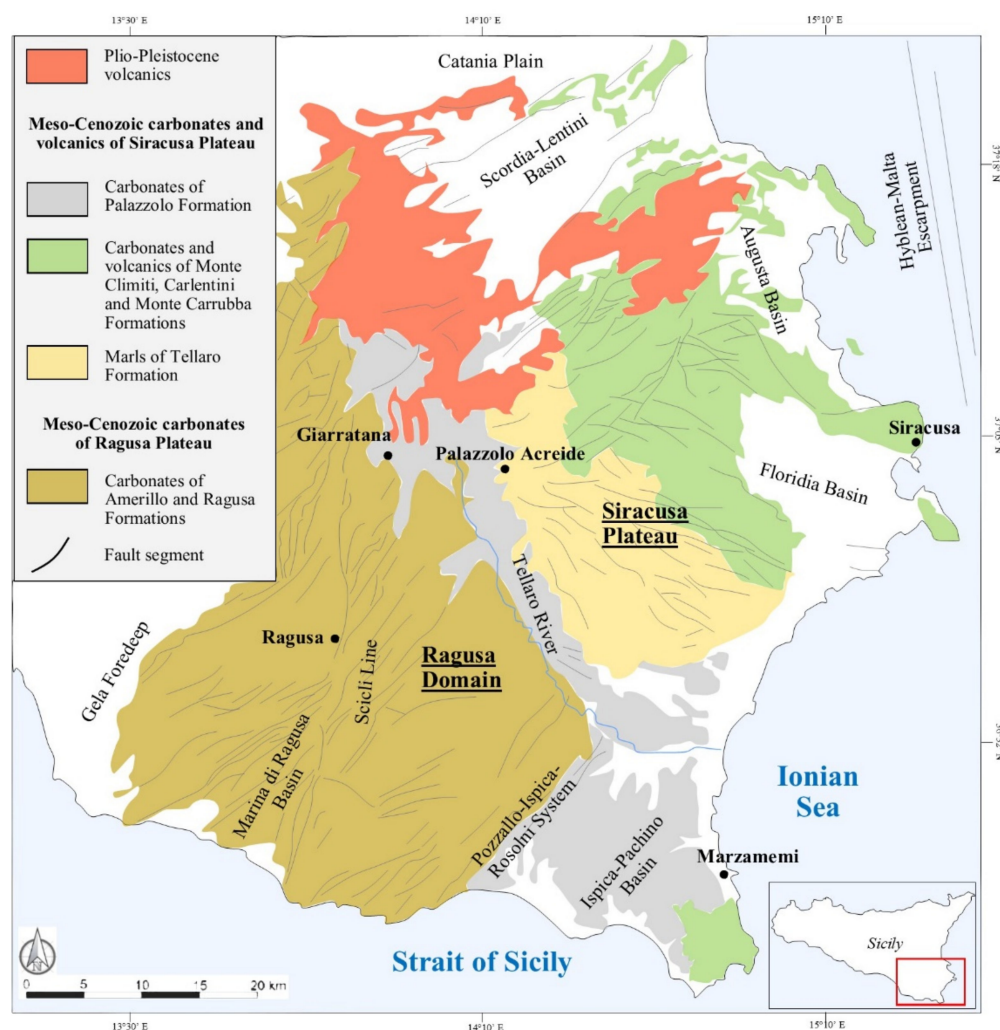 13°30' E
14°10' E
15°10' E
Plio-Pleistocene
volcanics
Meso-Cenozoic carbonates and
volcanics of Siracusa Plateau
Carbonates of
Palazzolo Formation
Carbonates and
volcanics of Monte
Climiti, Carlentini
and Monte Carrubba
Formations
Marls of Tellaro
Formation
Meso-Cenozoic carbonates
of Ragusa Plateau
Carbonates of
Amerillo and Ragusa
Formations
Fault segment
Catania Plain
Scordia-Lentini
Basin
Augusta Basin
Hyblean-Malta
Escarpment
Giarratana
Palazzolo Acreide
Siracusa
Floridia Basin
Siracusa
Plateau
Tellaro River
Ragusa
Ragusa
Domain
Scicli Line
Gela Foredeep
Marina di Ragusa
Basin
Pozzallo-Ispica-
Rosolni System
Ispica-Pachino
Basin
Marzamemi
Ionian
Sea
Strait of Sicily
Sicily
N
0 5 10 15 20 km
13°30' E
14°10' E
15°10' E